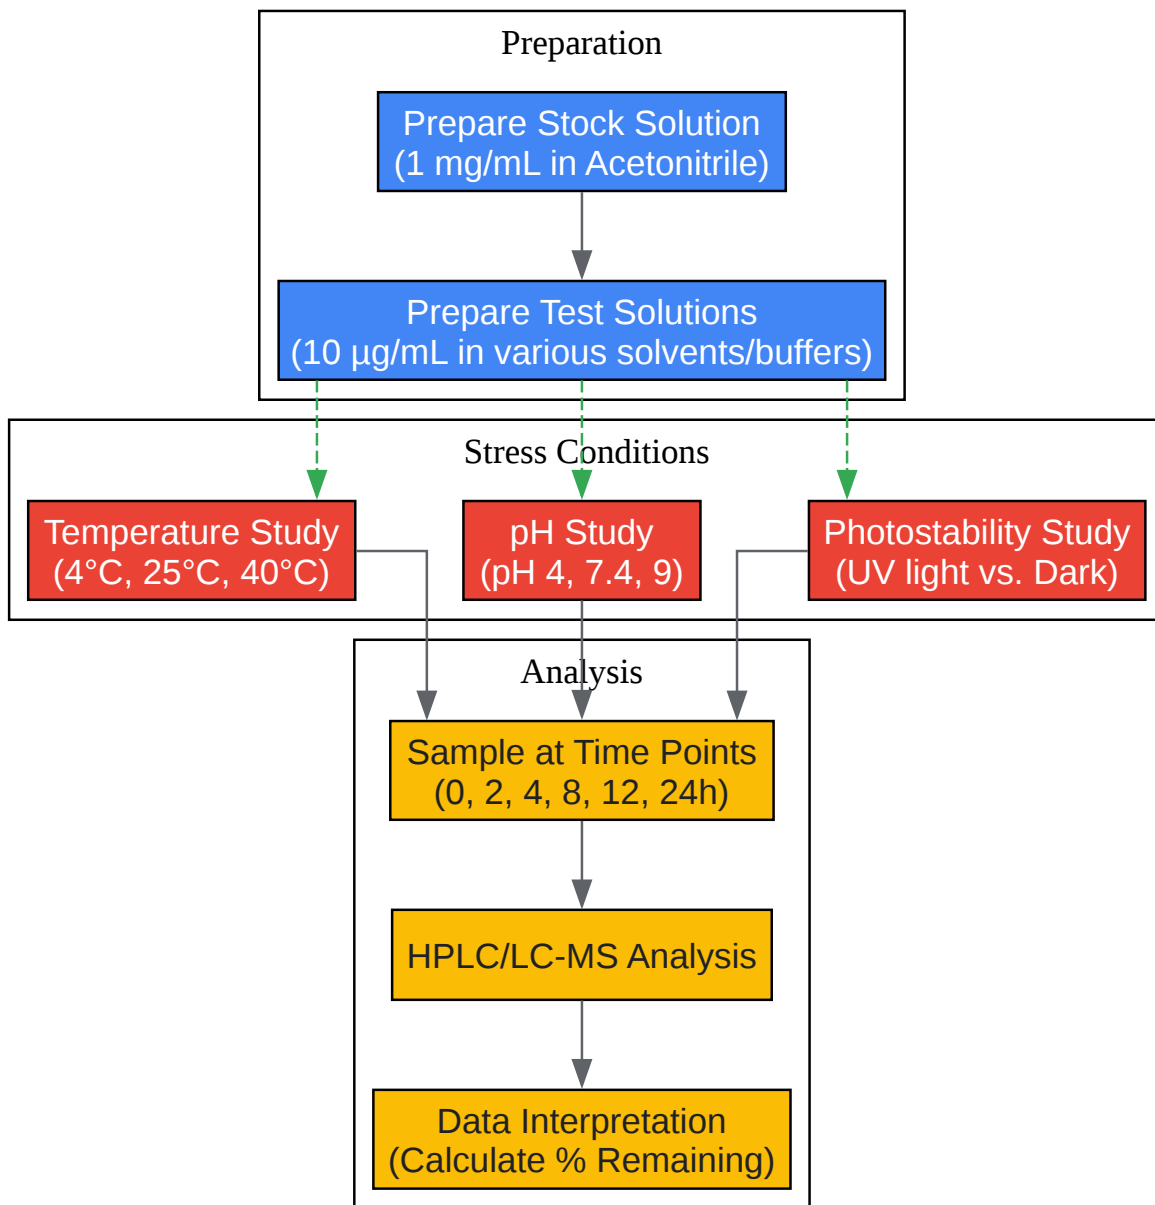 Preparation
Prepare Stock Solution
(1 mg/mL in Acetonitrile)
Prepare Test Solutions
(10 µg/mL in various solvents/buffers)
Stress Conditions
Temperature Study
(4°C, 25°C, 40°C)
pH Study
(pH 4, 7.4, 9)
Photostability Study
(UV light vs. Dark)
Analysis
Sample at Time Points
(0, 2, 4, 8, 12, 24h)
HPLC/LC-MS Analysis
Data Interpretation
(Calculate % Remaining)